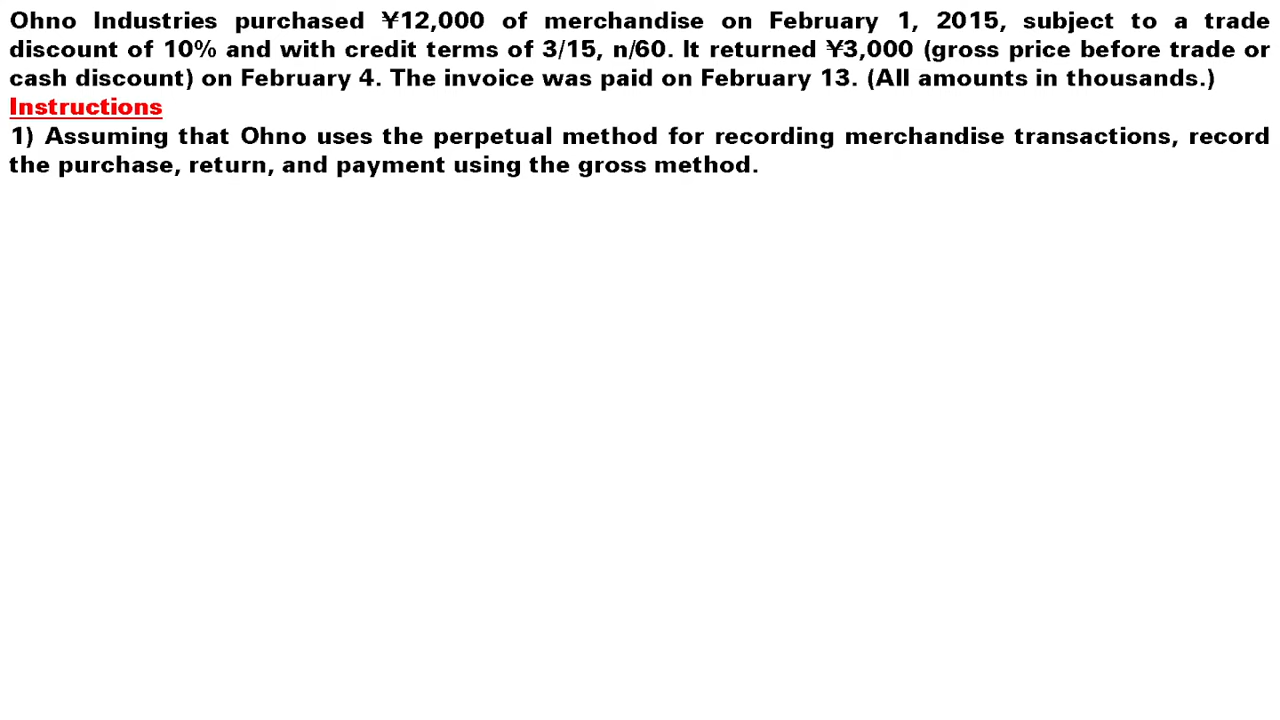 Ohno Industries purchased ¥12,000 of merchandise on February 1, 2015, subject to a trade
discount of 10% and with credit terms of 3/15, n/60. It returned ¥3,000 (gross price before trade or
cash discount) on February 4. The invoice was paid on February 13. (All amounts in thousands.)
Instructions
1) Assuming that Ohno uses the perpetual method for recording merchandise transactions, record
the purchase, return, and payment using the gross method.